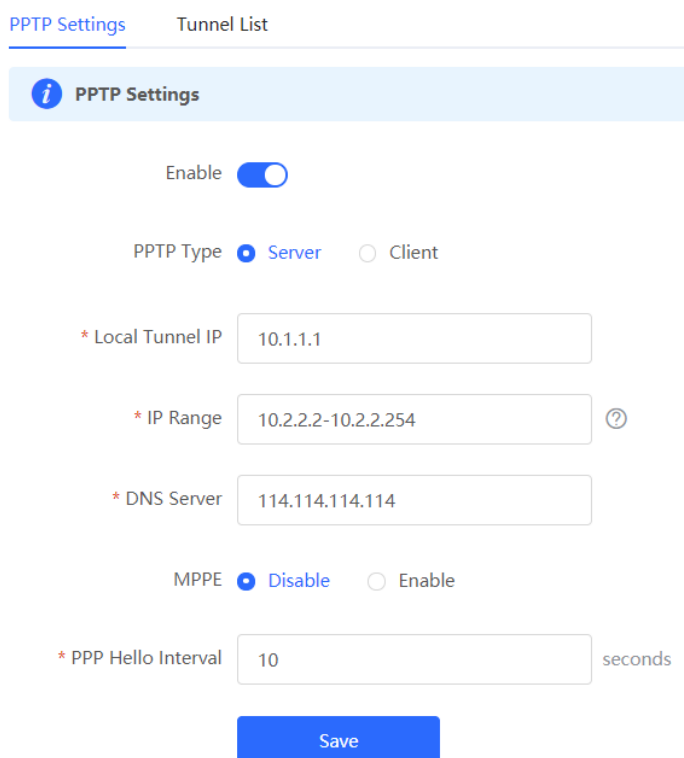 PPTP Settings Tunnel List
i PPTP Settings
Enable
PPTP Type Server Client
* Local Tunnel IP 10.1.1.1
* IP Range 10.2.2.2-10.2.2.254 ?
* DNS Server 114.114.114.114
MPPE Disable Enable
* PPP Hello Interval 10 seconds
Save